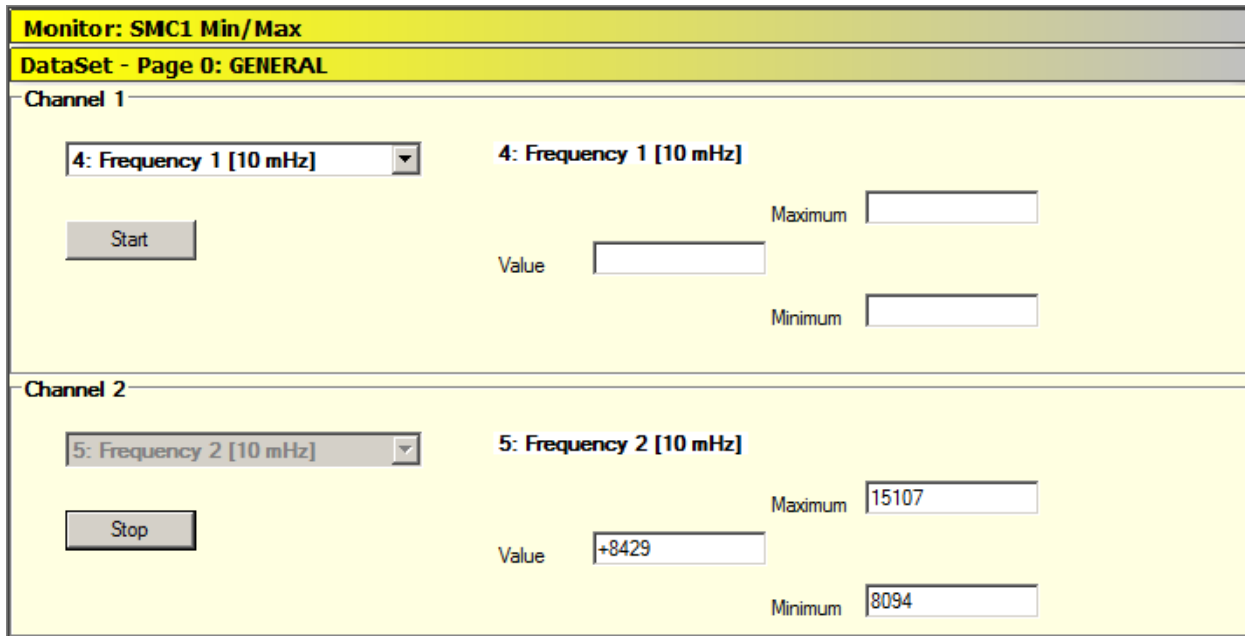 Monitor: SMC1 Min/Max
DataSet - Page 0: GENERAL
Channel 1
4: Frequency 1 [10 mHz] 4: Frequency 1 [10 mHz]
Maximum
Start
Value
Minimum
Channel 2
5: Frequency 2 [10 mHz] 5: Frequency 2 [10 mHz]
Maximum 15107
Stop
Value +8429
Minimum 8094